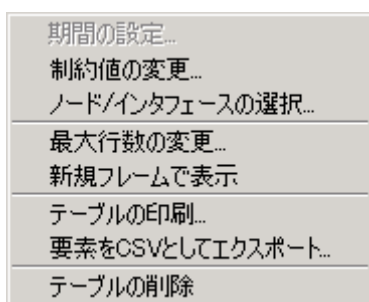 期間の設定...
制約値の変更...
ノード/インタフェースの選択...
最大行数の変更...
新規フレームで表示
テーブルの印刷...
要素をCSVとしてエクスポート...
テーブルの削除